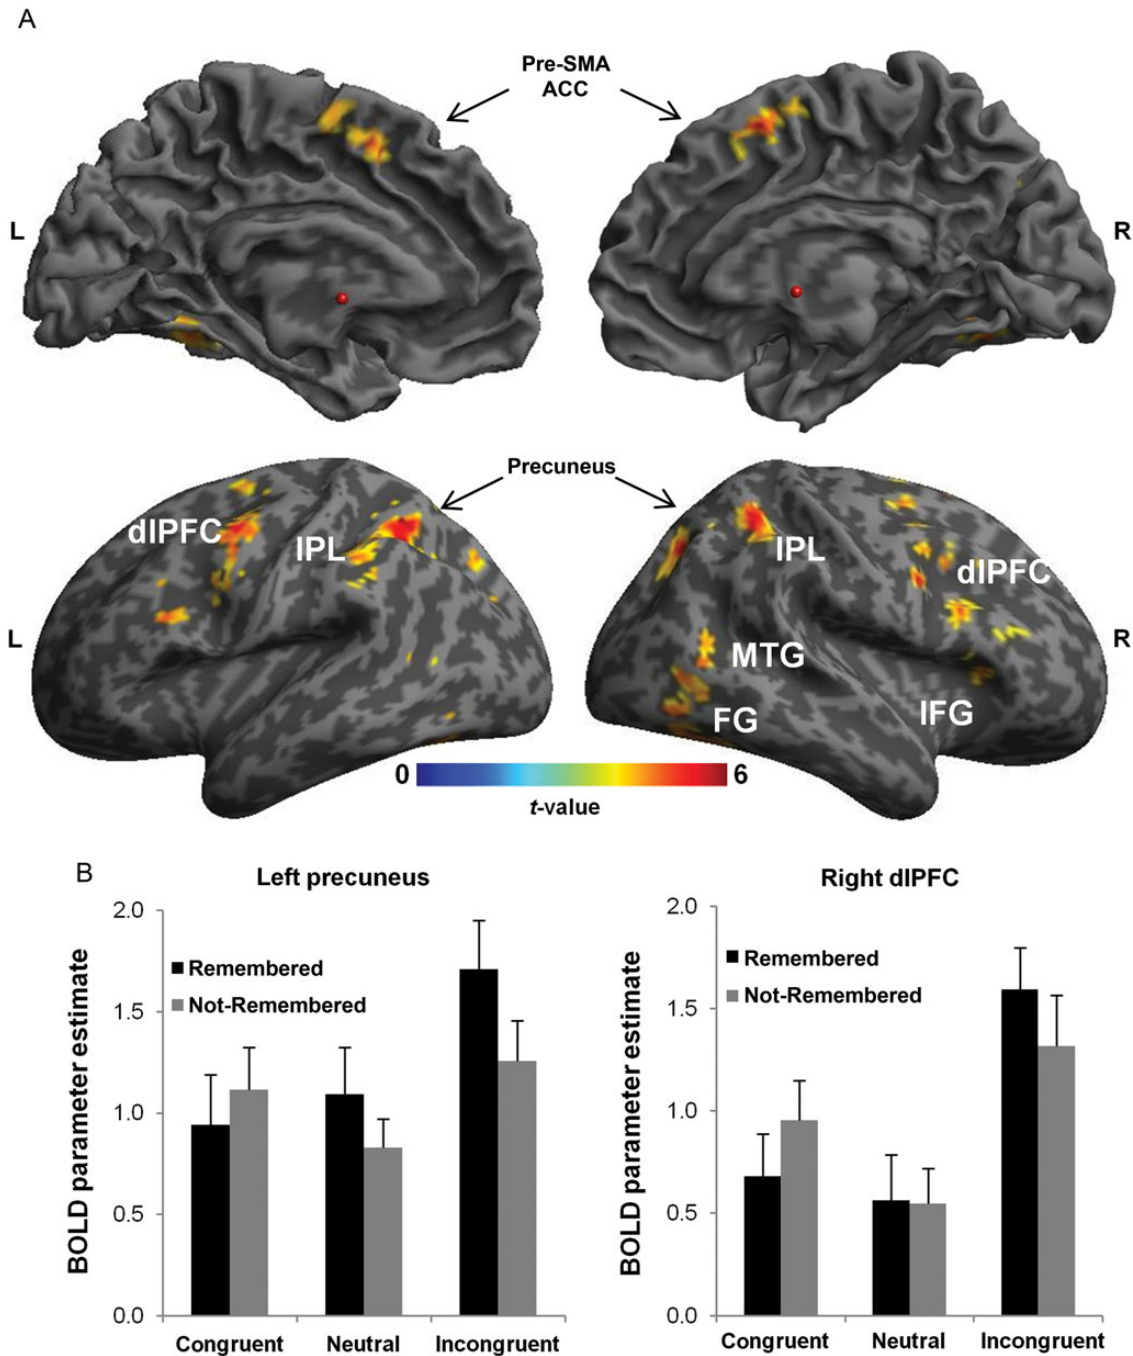 A
Pre-SMA
ACC
L
R
Precuneus
dlPFC
IPL
IPL
dlPFC
L
R
MTG
FG
IFG
0
6
t-value
B
Left precuneus
Right dlPFC
2.0
1.5
1.0
0.5
0.0
BOLD parameter estimate
Remembered
Not-Remembered
Congruent
Neutral
Incongruent
2.0
1.5
1.0
0.5
0.0
BOLD parameter estimate
Remembered
Not-Remembered
Congruent
Neutral
Incongruent